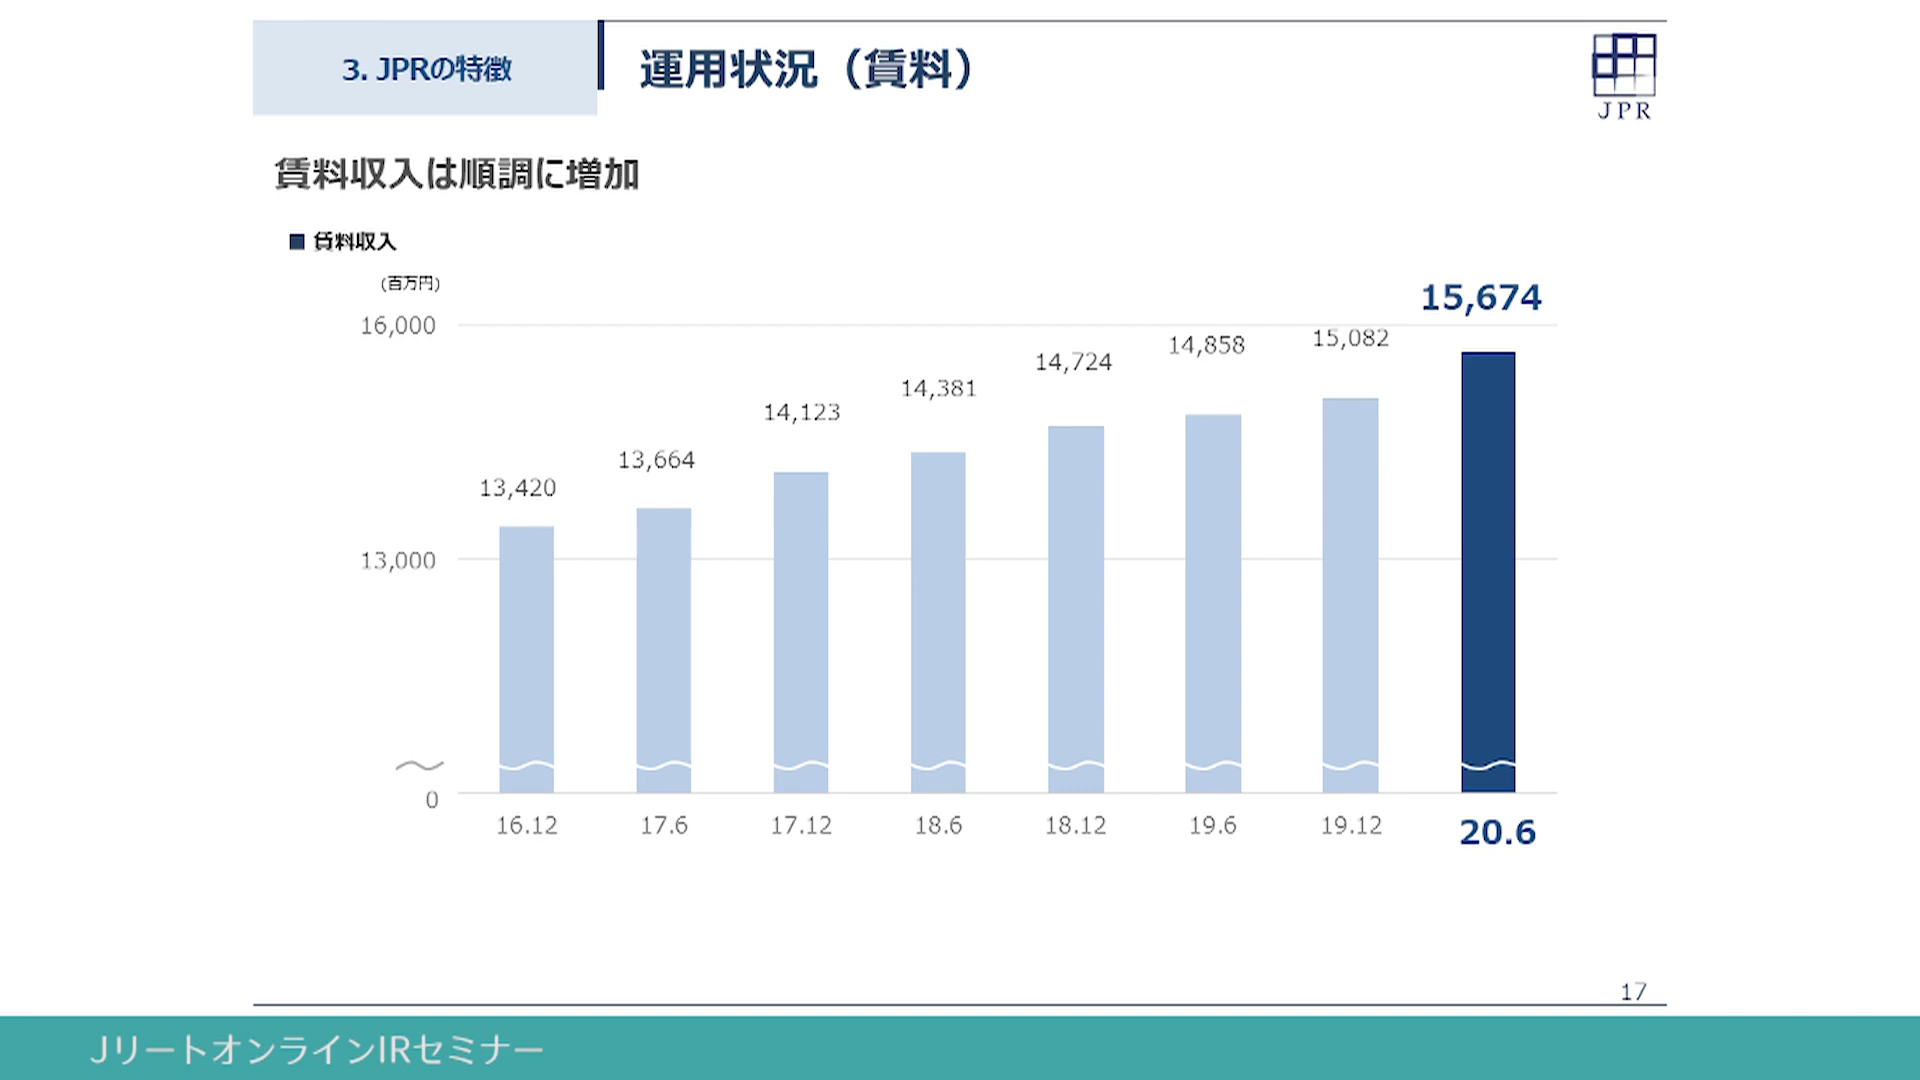 3. JPRの特徴
運用状況（賃料）
JPR
賃料収入は順調に増加
■ 賃料収入
(百万円)
16,000
13,000
0
13,420
13,664
14,123
14,381
14,724
14,858
15,082
15,674
16.12
17.6
17.12
18.6
18.12
19.6
19.12
20.6
17
JリートオンラインIRセミナー